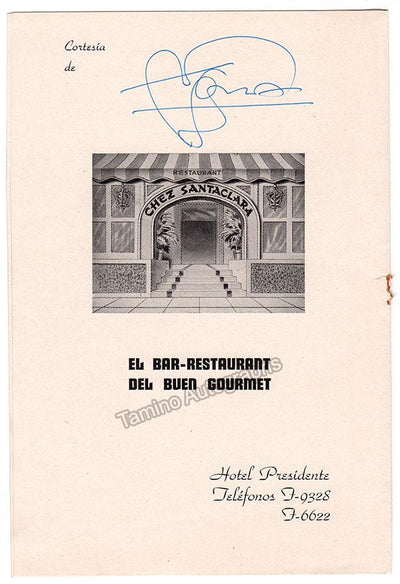 Cortesía
de
RESTAURANT
CHEZ SANTACLARA
EL BAR-RESTAURANT
DEL BUEN GOURMET
Tamino Autographs
Hotel Presidente
Teléfonos F-9328
F-6622